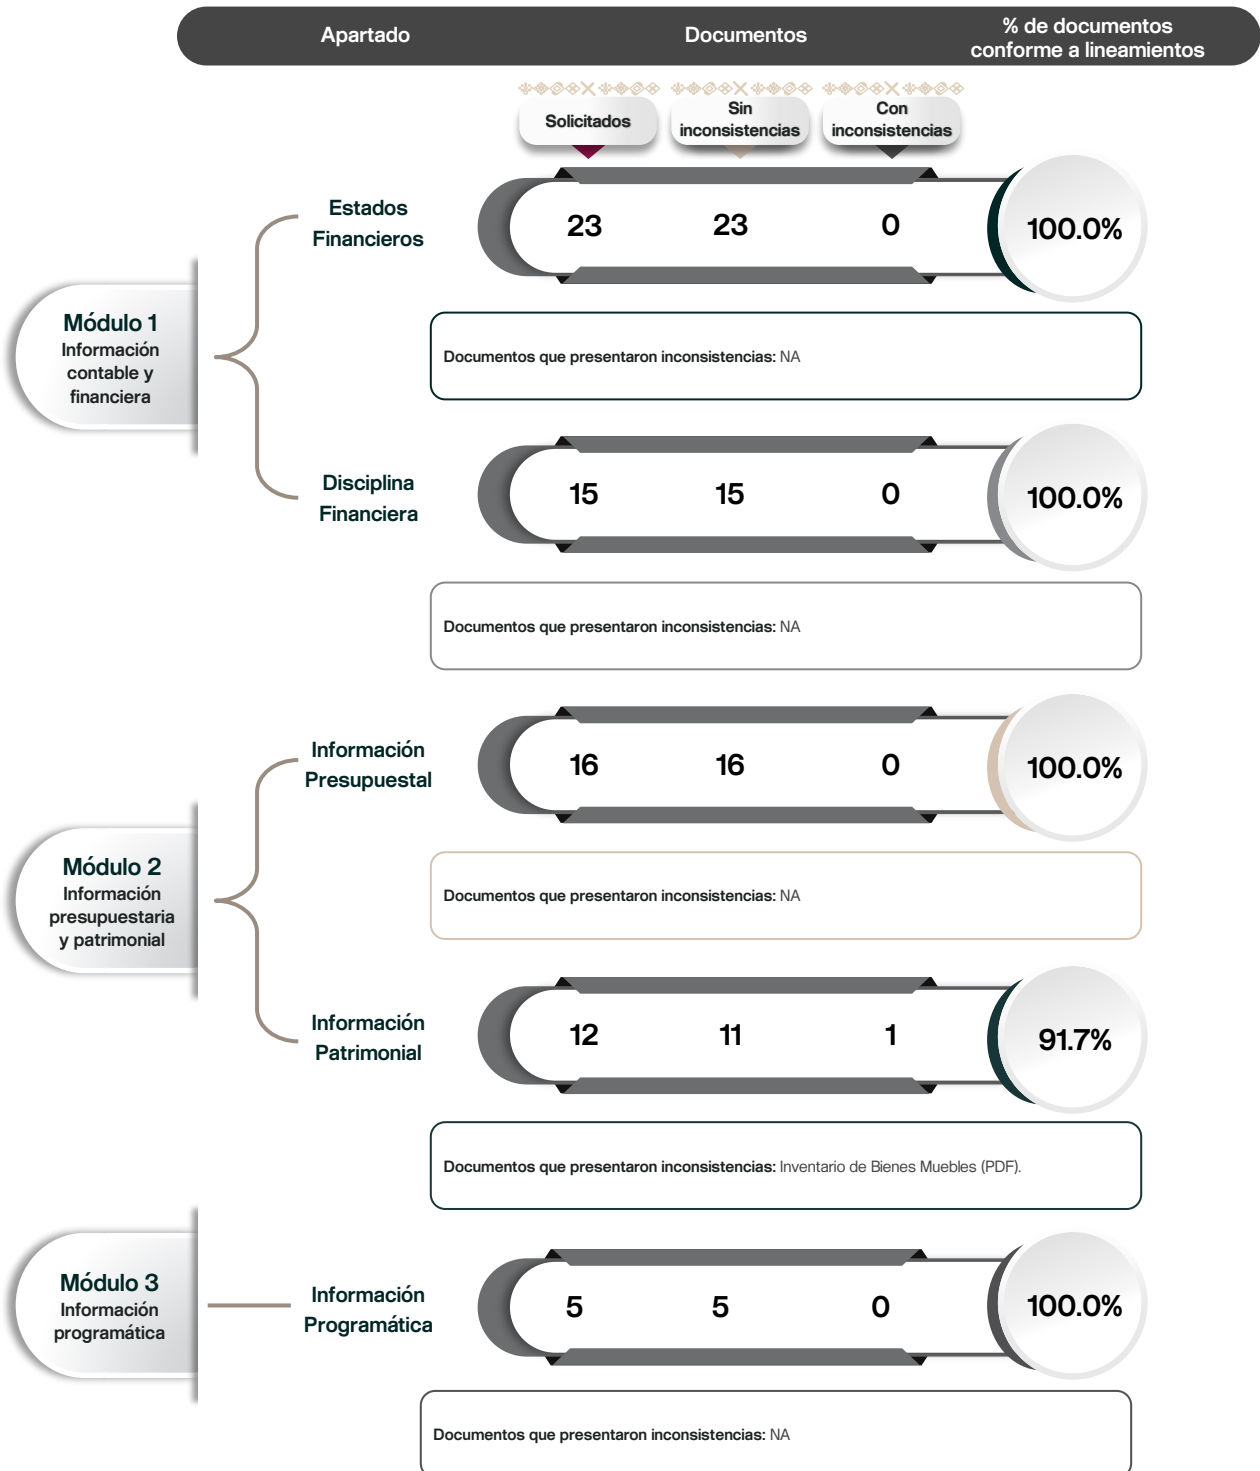 Apartado
Documentos
% de documentos
conforme a lineamientos
Solicitados
Sin
inconsistencias
Con
inconsistencias
Módulo 1
Información
contable y
financiera
Estados
Financieros
23 23 0 100.0%
Documentos que presentaron inconsistencias: NA
Disciplina
Financiera
15 15 0 100.0%
Documentos que presentaron inconsistencias: NA
Módulo 2
Información
presupuestaria
y patrimonial
Información
Presupuestal
16 16 0 100.0%
Documentos que presentaron inconsistencias: NA
Información
Patrimonial
12 11 1 91.7%
Documentos que presentaron inconsistencias: Inventario de Bienes Muebles (PDF).
Módulo 3
Información
programática
Información
Programática
5 5 0 100.0%
Documentos que presentaron inconsistencias: NA